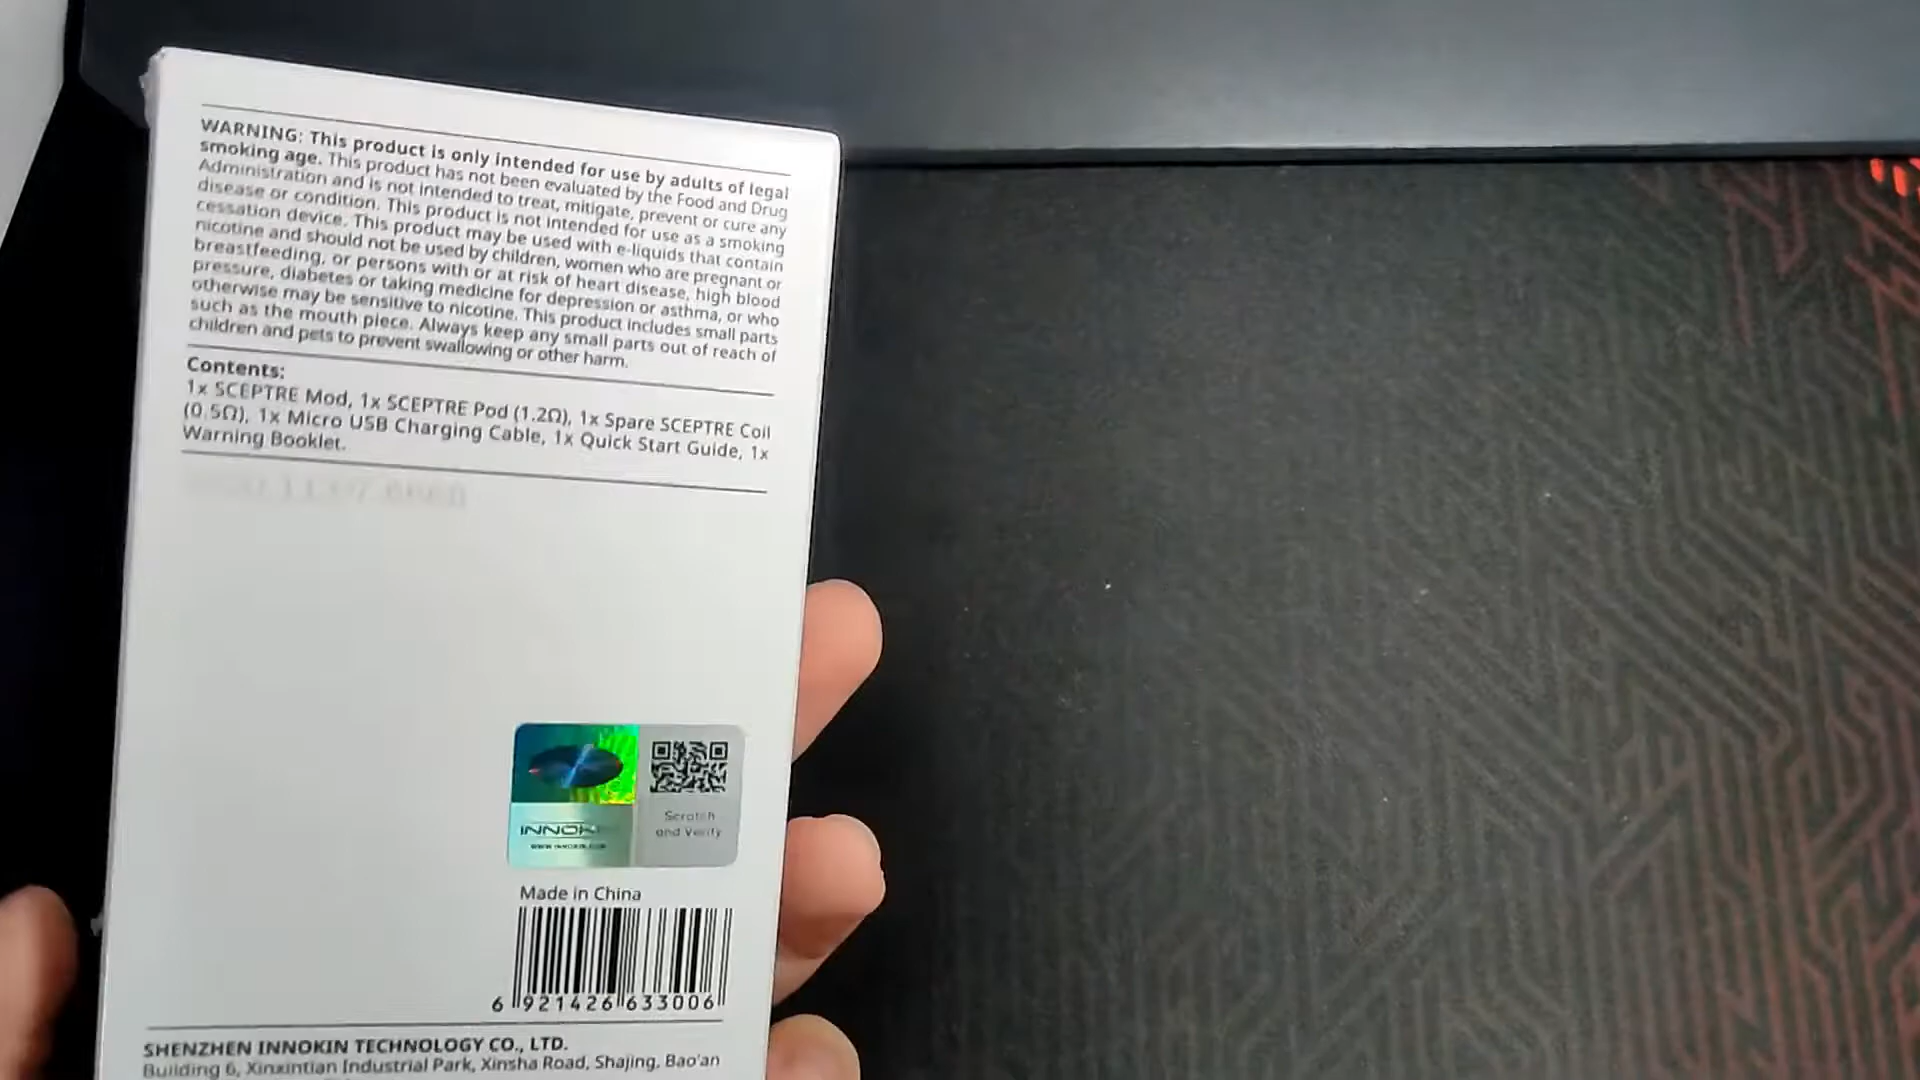 WARNING: This product is only intended for use by adults of legal
smoking age. This product has not been evaluated by the Food and Drug
Administration and is not intended to treat, mitigate, prevent or cure any
disease or condition. This product is not intended for use as a smoking
cessation device. This product may be used with e-liquids that contain
nicotine and should not be used by children, women who are pregnant or
breastfeeding, or persons with or at risk of heart disease, high blood
pressure, diabetes or taking medicine for depression or asthma, or who
otherwise may be sensitive to nicotine. This product includes small parts
such as the mouth piece. Always keep any small parts out of reach of
children and pets to prevent swallowing or other harm.
Contents:
1x SCEPTRE Mod, 1x SCEPTRE Pod (1.2Ω), 1x Spare SCEPTRE Coil
(0.5Ω), 1x Micro USB Charging Cable, 1x Quick Start Guide, 1x
Warning Booklet.
Scratch
and Verify
Made in China
6 921426 633006
SHENZHEN INNOKIN TECHNOLOGY CO., LTD.
Building 6, Xinxintian Industrial Park, Xinsha Road, Shajing, Bao'an